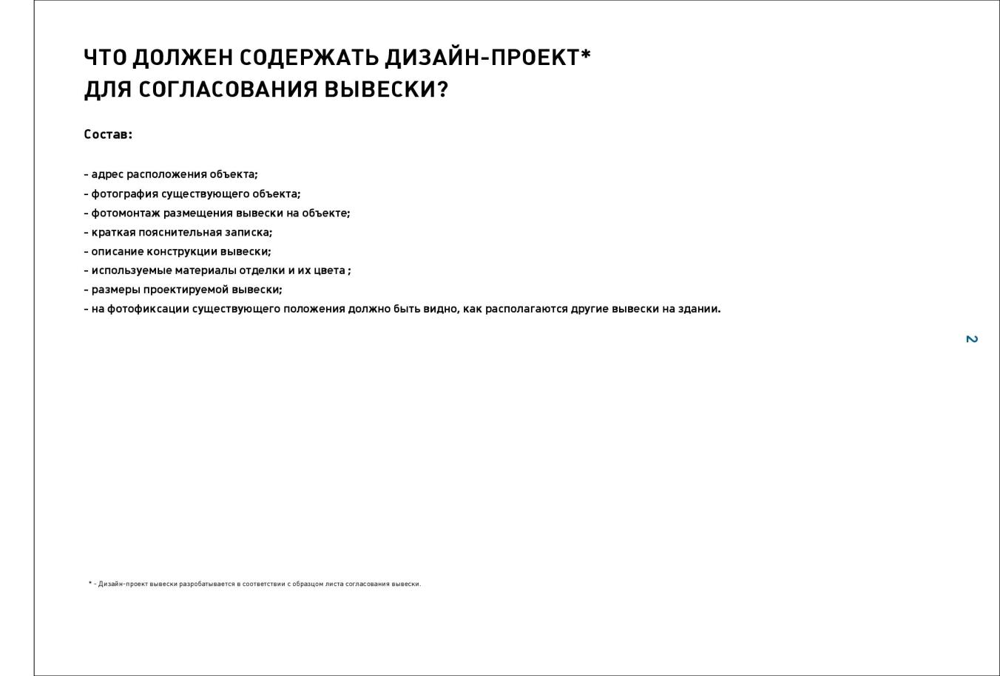 ЧТО ДОЛЖЕН СОДЕРЖАТЬ ДИЗАЙН-ПРОЕКТ*
ДЛЯ СОГЛАСОВАНИЯ ВЫВЕСКИ?
Состав:
- адрес расположения объекта;
- фотография существующего объекта;
- фотомонтаж размещения вывески на объекте;
- краткая пояснительная записка;
- описание конструкции вывески;
- используемые материалы отделки и их цвета ;
- размеры проектируемой вывески;
- на фотофиксации существующего положения должно быть видно, как располагаются другие вывески на здании.
2
* - Дизайн-проект вывески разробатывается в соответствии с образцом листа согласования вывески.